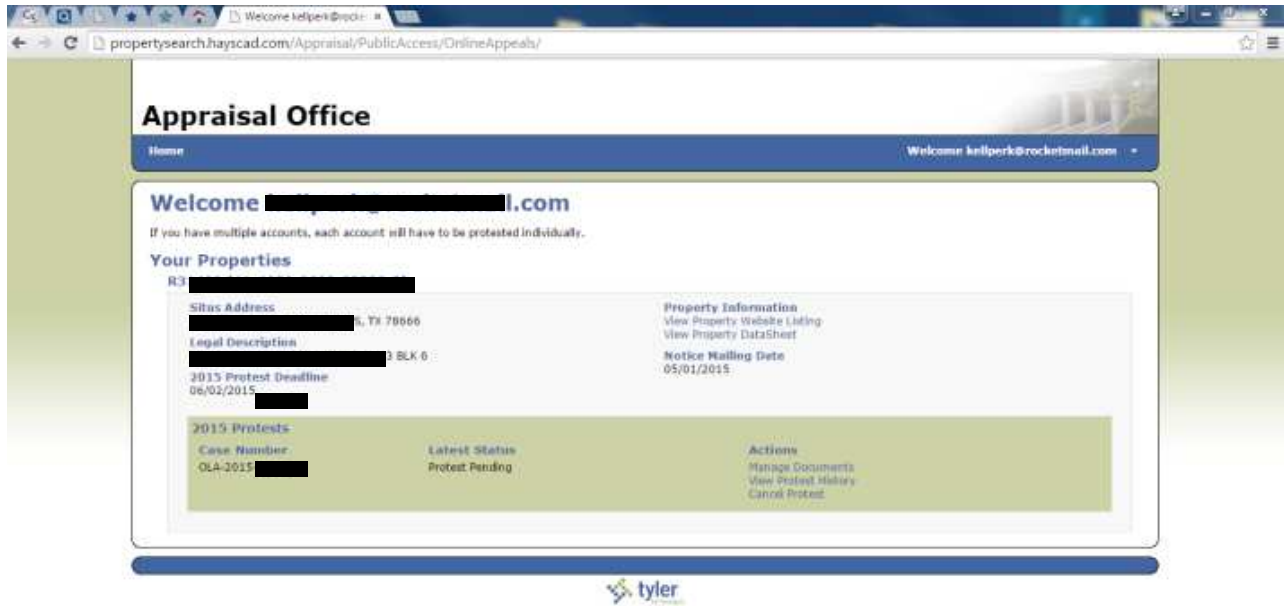 Welcome kellperk@rocke
propertysearch.hayscad.com/Appraisal/PublicAccess/OnlineAppeals/
Appraisal Office
Home
Welcome kellperk@rocketmail.com
Welcome l.com
If you have multiple accounts, each account will have to be protested individually.
Your Properties
R3
Situs Address
S, TX 78666
Legal Description
3 BLK 6
2015 Protest Deadline
06/02/2015
Property Information
View Property Website Listing
View Property DataSheet
Notice Mailing Date
05/01/2015
2015 Protests
Case Number
Latest Status
Actions
OLA-2015-
Protest Pending
Manage Documents
View Protest History
Cancel Protest
tyler